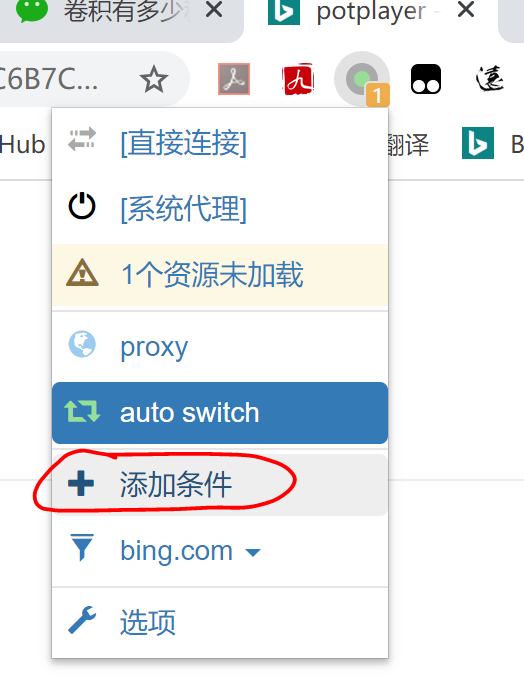 卷积有多少
potplayer -
C6B7C...
1
Hub
翻译
B
[直接连接]
[系统代理]
1个资源未加载
proxy
auto switch
添加条件
bing.com
选项